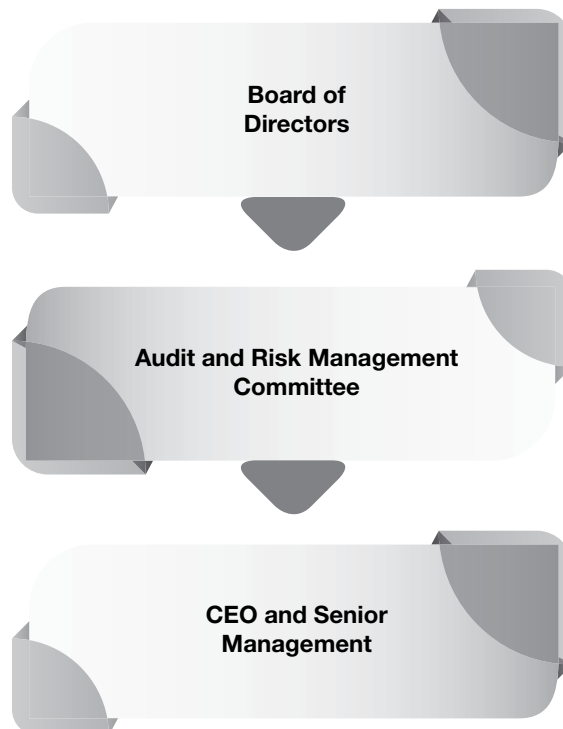 Board of
Directors
Audit and Risk Management
Committee
CEO and Senior
Management